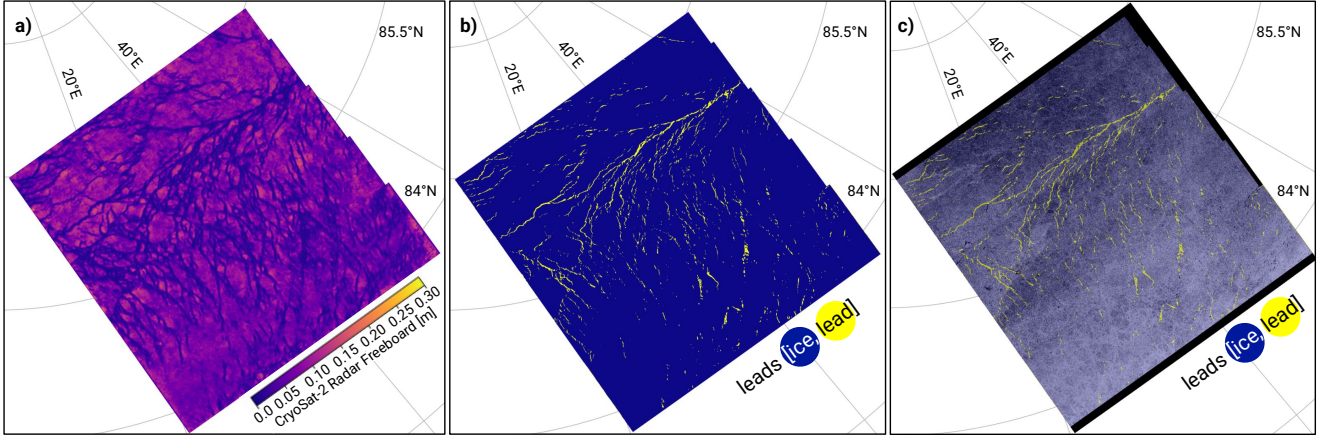 a)
20°E
40°E
85.5°N
84°N
0.0 0.05 0.10 0.15 0.20 0.25 0.30
CryoSat-2 Radar Freeboard [m]
b)
20°E
40°E
85.5°N
84°N
leads [ice, lead]
c)
20°E
40°E
85.5°N
84°N
leads [ice, lead]